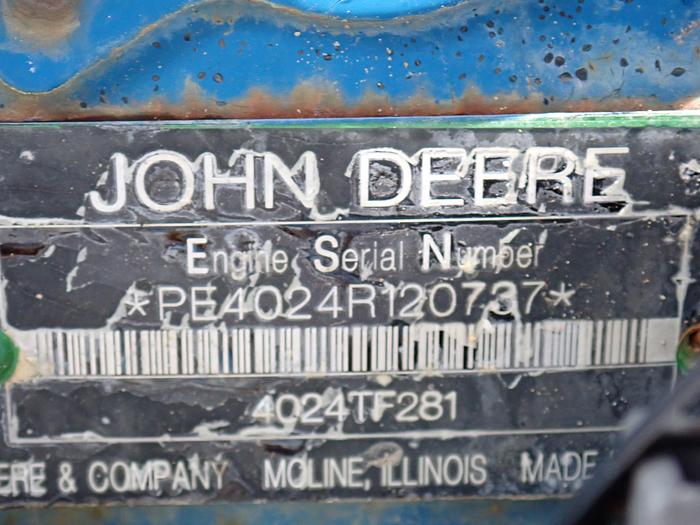 JOHN DEERE
Engine Serial Number
*PE4024R120737*
4024TF281
ERE & COMPANY MOLINE, ILLINOIS MADE